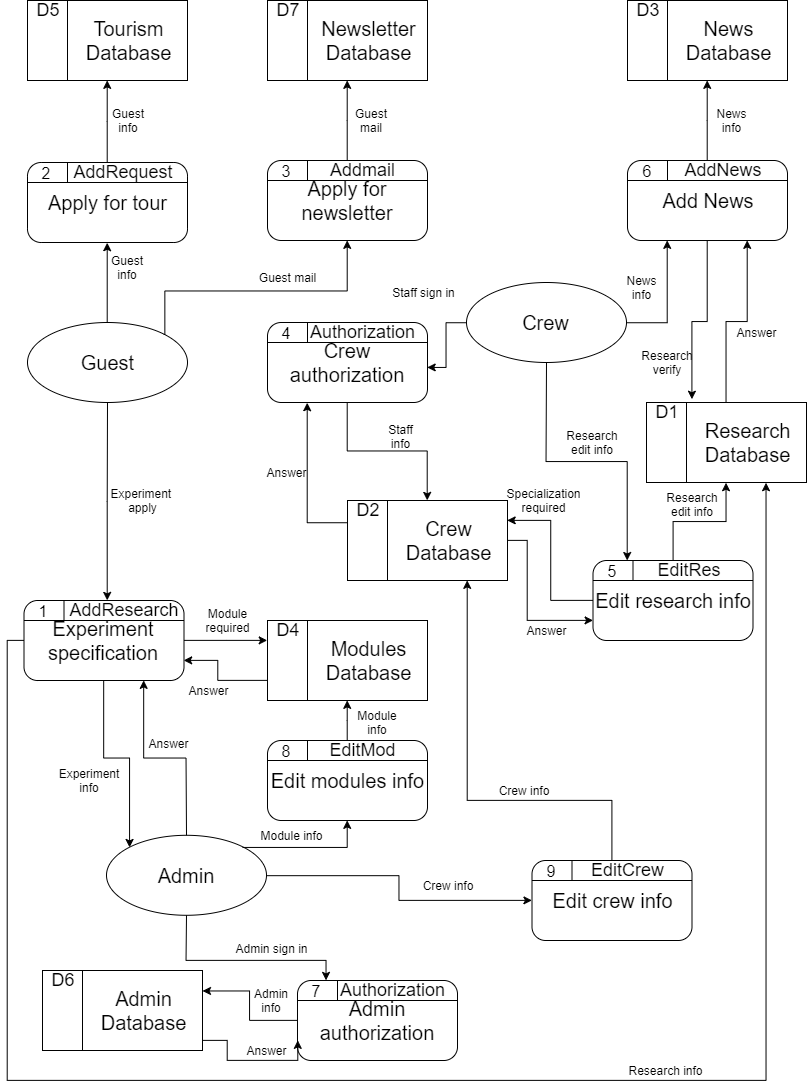 D5
Tourism
Database
D7
Newsletter
Database
D3
News
Database
Guest
info
Guest
mail
News
info
2
AddRequest
Apply for tour
3
Addmail
Apply for
newsletter
6
AddNews
Add News
Guest
info
Guest mail
Staff sign in
News
info
Crew
Answer
4
Authorization
Crew
authorization
Guest
Research
verify
D1
Research
Database
Staff
info
Research
edit info
Answer
Experiment
apply
Specialization
required
Research
edit info
D2
Crew
Database
5
EditRes
Edit research info
Answer
1
AddResearch
Experiment
specification
Module
required
D4
Modules
Database
Answer
Module
info
Answer
8
EditMod
Edit modules info
Experiment
info
Crew info
Module info
Admin
Crew info
9
EditCrew
Edit crew info
Admin sign in
D6
Admin
Database
Admin
info
7
Authorization
Admin
authorization
Answer
Research info